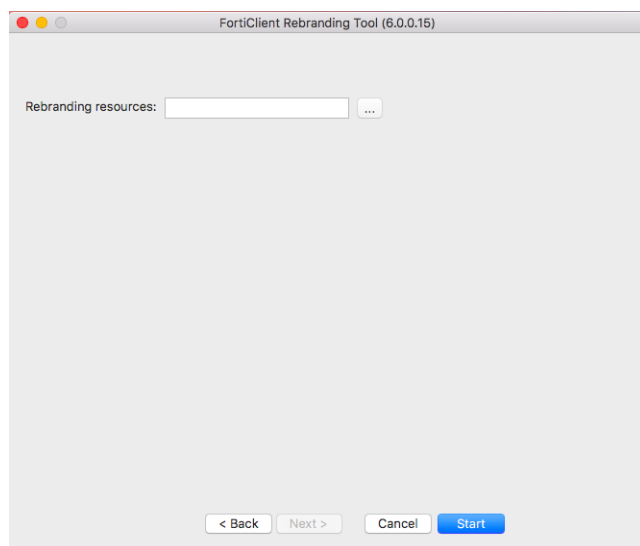 FortiClient Rebranding Tool (6.0.0.15)
Rebranding resources: ...
< Back Next > Cancel Start